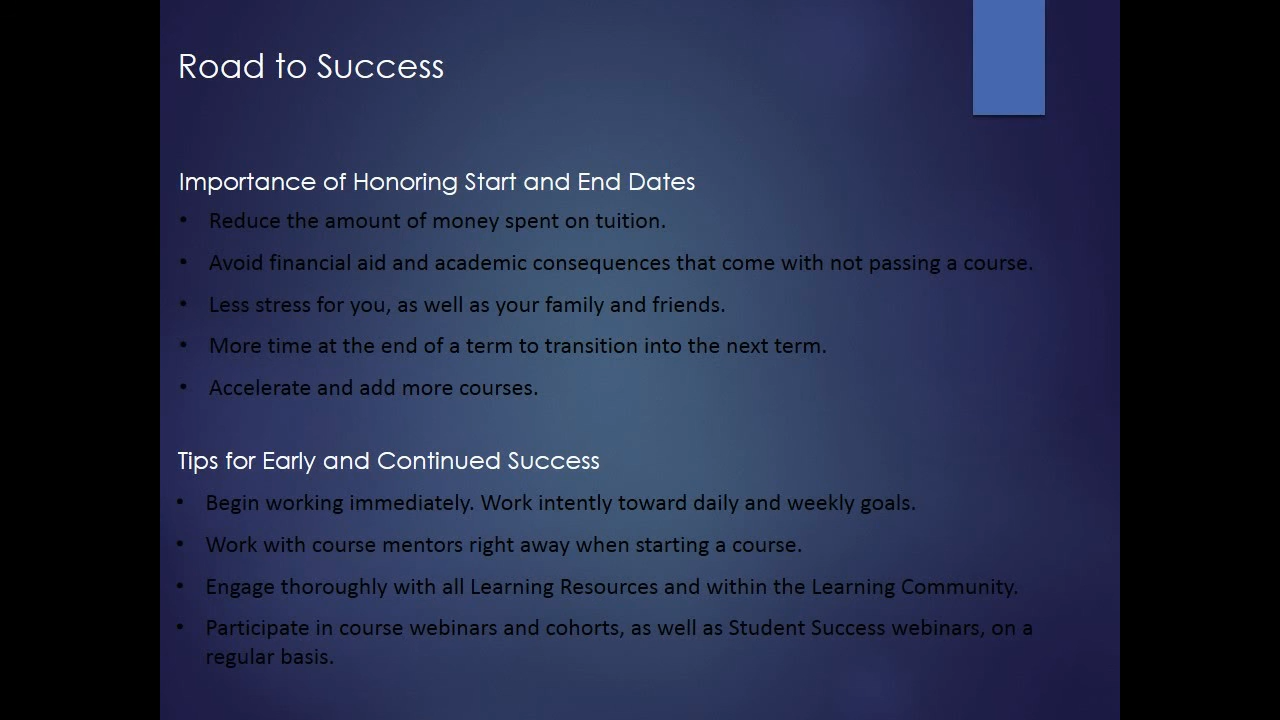 Road to Success
Importance of Honoring Start and End Dates
• Reduce the amount of money spent on tuition.
• Avoid financial aid and academic consequences that come with not passing a course.
• Less stress for you, as well as your family and friends.
• More time at the end of a term to transition into the next term.
• Accelerate and add more courses.
Tips for Early and Continued Success
• Begin working immediately. Work intently toward daily and weekly goals.
• Work with course mentors right away when starting a course.
• Engage thoroughly with all Learning Resources and within the Learning Community.
• Participate in course webinars and cohorts, as well as Student Success webinars, on a
regular basis.